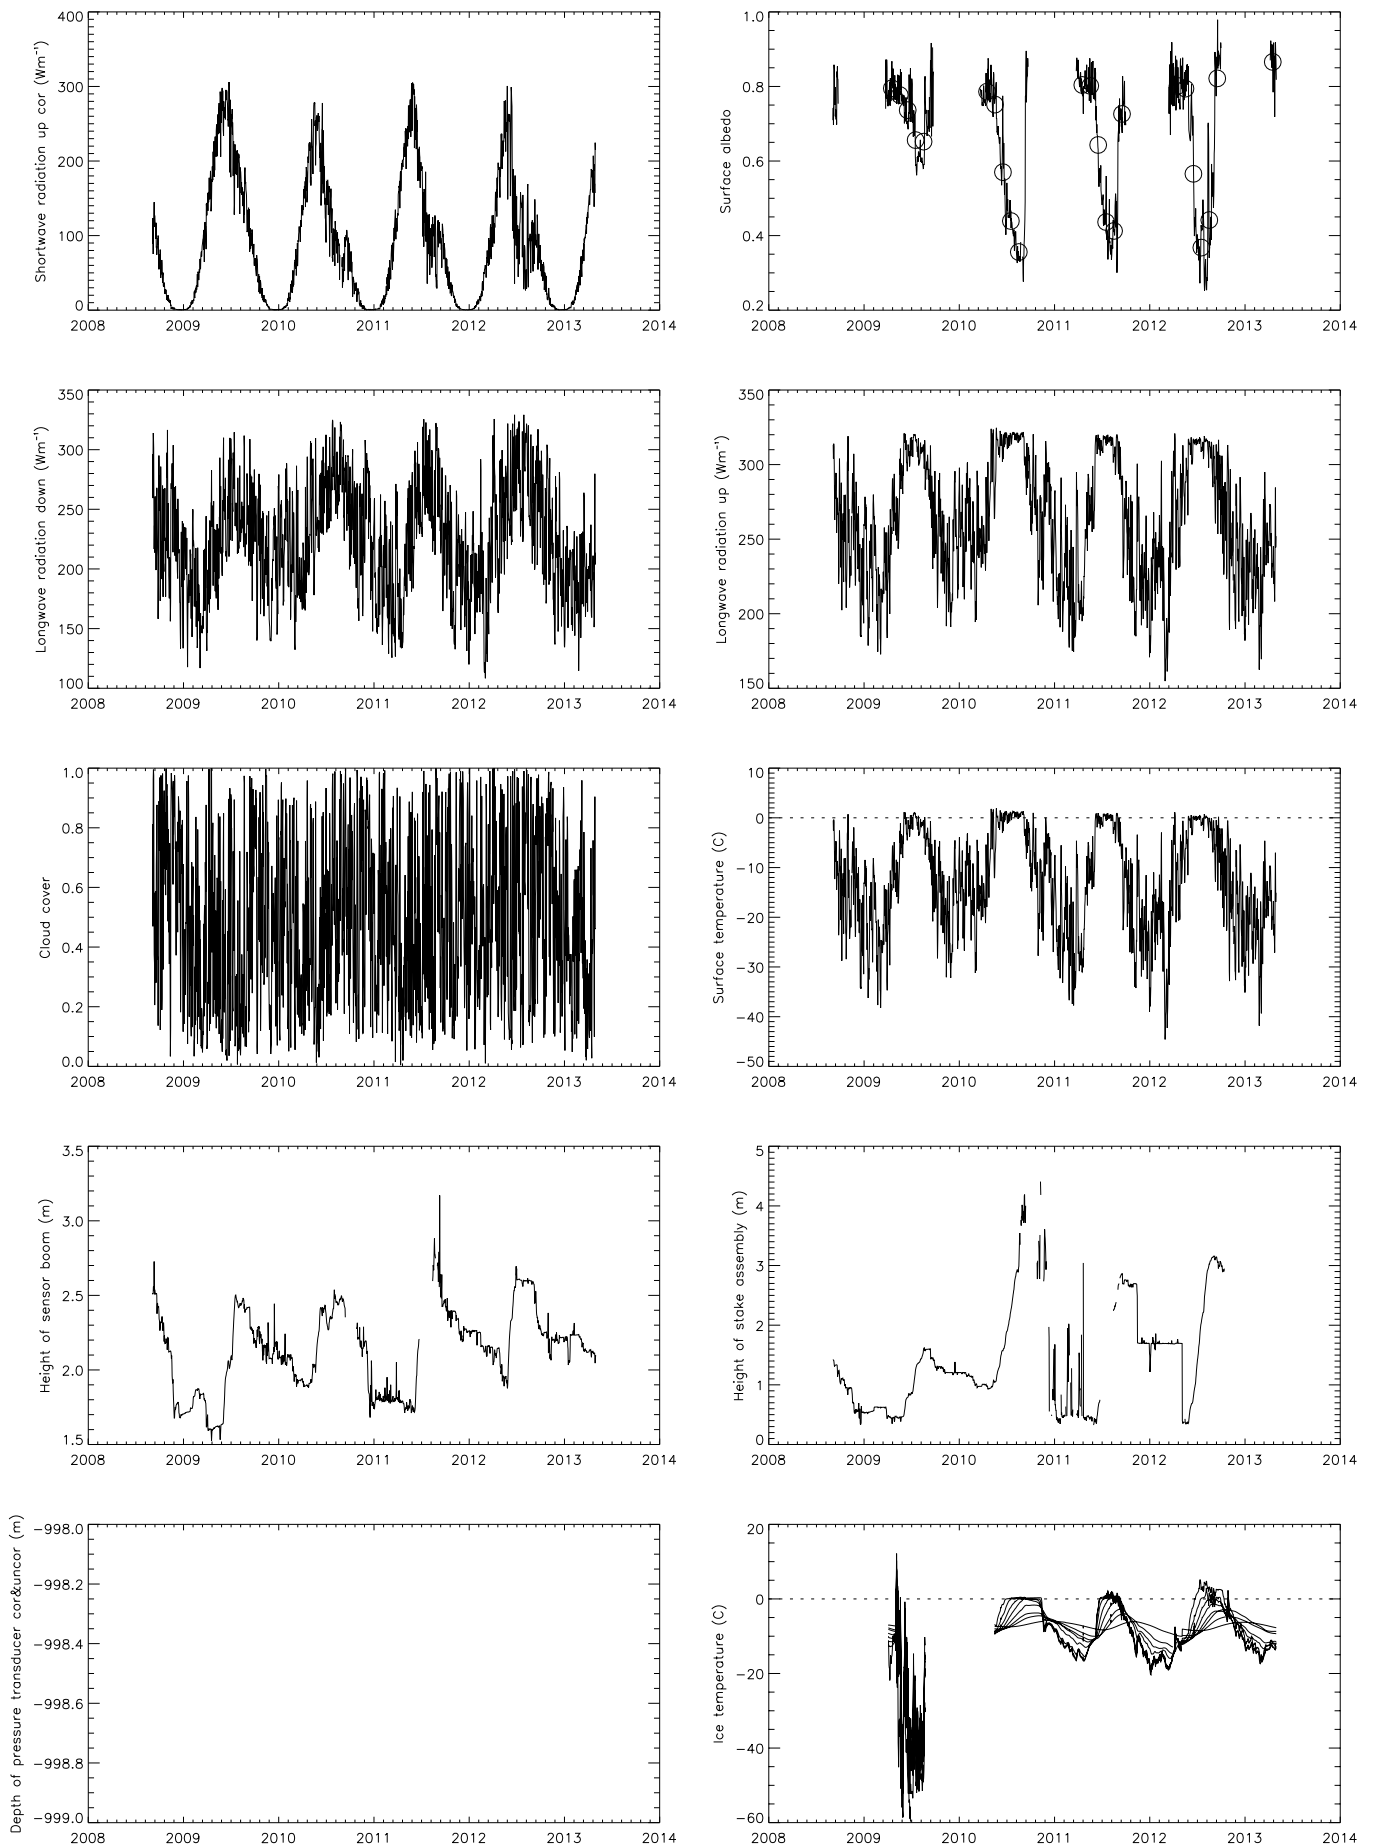 Shortwave radiation up cor (Wm⁻¹)
400
300
200
100
0
2008 2009 2010 2011 2012 2013 2014
Surface albedo
1.0
0.8
0.6
0.4
0.2
2008 2009 2010 2011 2012 2013 2014
Longwave radiation down (Wm⁻¹)
350
300
250
200
150
100
2008 2009 2010 2011 2012 2013 2014
Longwave radiation up (Wm⁻¹)
350
300
250
200
150
2008 2009 2010 2011 2012 2013 2014
Cloud cover
1.0
0.8
0.6
0.4
0.2
0.0
2008 2009 2010 2011 2012 2013 2014
Surface temperature (C)
10
0
−10
−20
−30
−40
−50
2008 2009 2010 2011 2012 2013 2014
Height of sensor boom (m)
3.5
3.0
2.5
2.0
1.5
2008 2009 2010 2011 2012 2013 2014
Height of stake assembly (m)
5
4
3
2
1
0
2008 2009 2010 2011 2012 2013 2014
Depth of pressure transducer cor&uncor (m)
−998.0
−998.2
−998.4
−998.6
−998.8
−999.0
2008 2009 2010 2011 2012 2013 2014
Ice temperature (C)
20
0
−20
−40
−60
2008 2009 2010 2011 2012 2013 2014